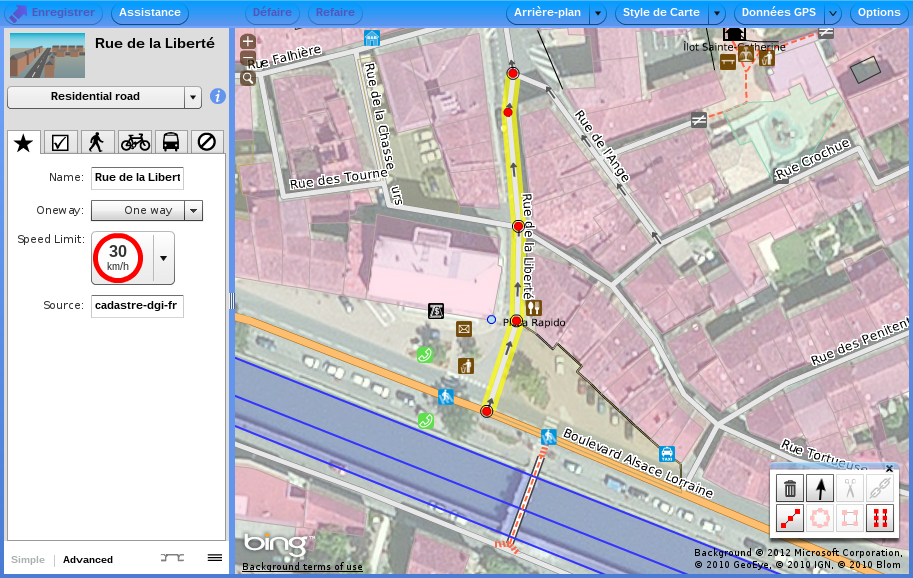 Enregistrer
Assistance
Défaire
Refaire
Arrière-plan
Style de Carte
Données GPS
Options
Rue de la Liberté
Residential road
Name:
Rue de la Libert
Oneway:
One way
Speed Limit:
30
km/h
Source:
cadastre-dgi-fr
Simple
Advanced
Rue Falhière
Îlot Sainte-Catherine
Rue de la Chasse
Rue de l'Ange
Rue Crochue
Rue des Tourne
urs
Rue de la Liberté
Rapido
Rue des Penitent
Boulevard Alsace Lorraine
TAXI
Rue Tortueuse
x
bing
Background terms of use
Background © 2012 Microsoft Corporation,
© 2010 GeoEye, © 2010 IGN, © 2010 Blom